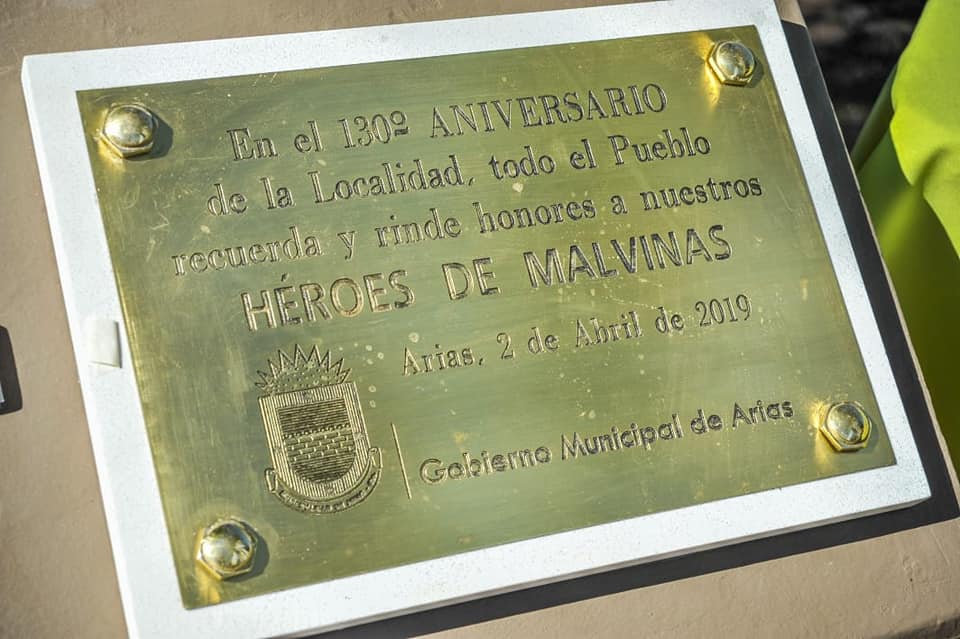 En el 130º ANIVERSARIO
de la Localidad, todo el Pueblo
recuerda y rinde honores a nuestros
HÉROES DE MALVINAS
Arias, 2 de Abril de 2019
Gobierno Municipal de Arias